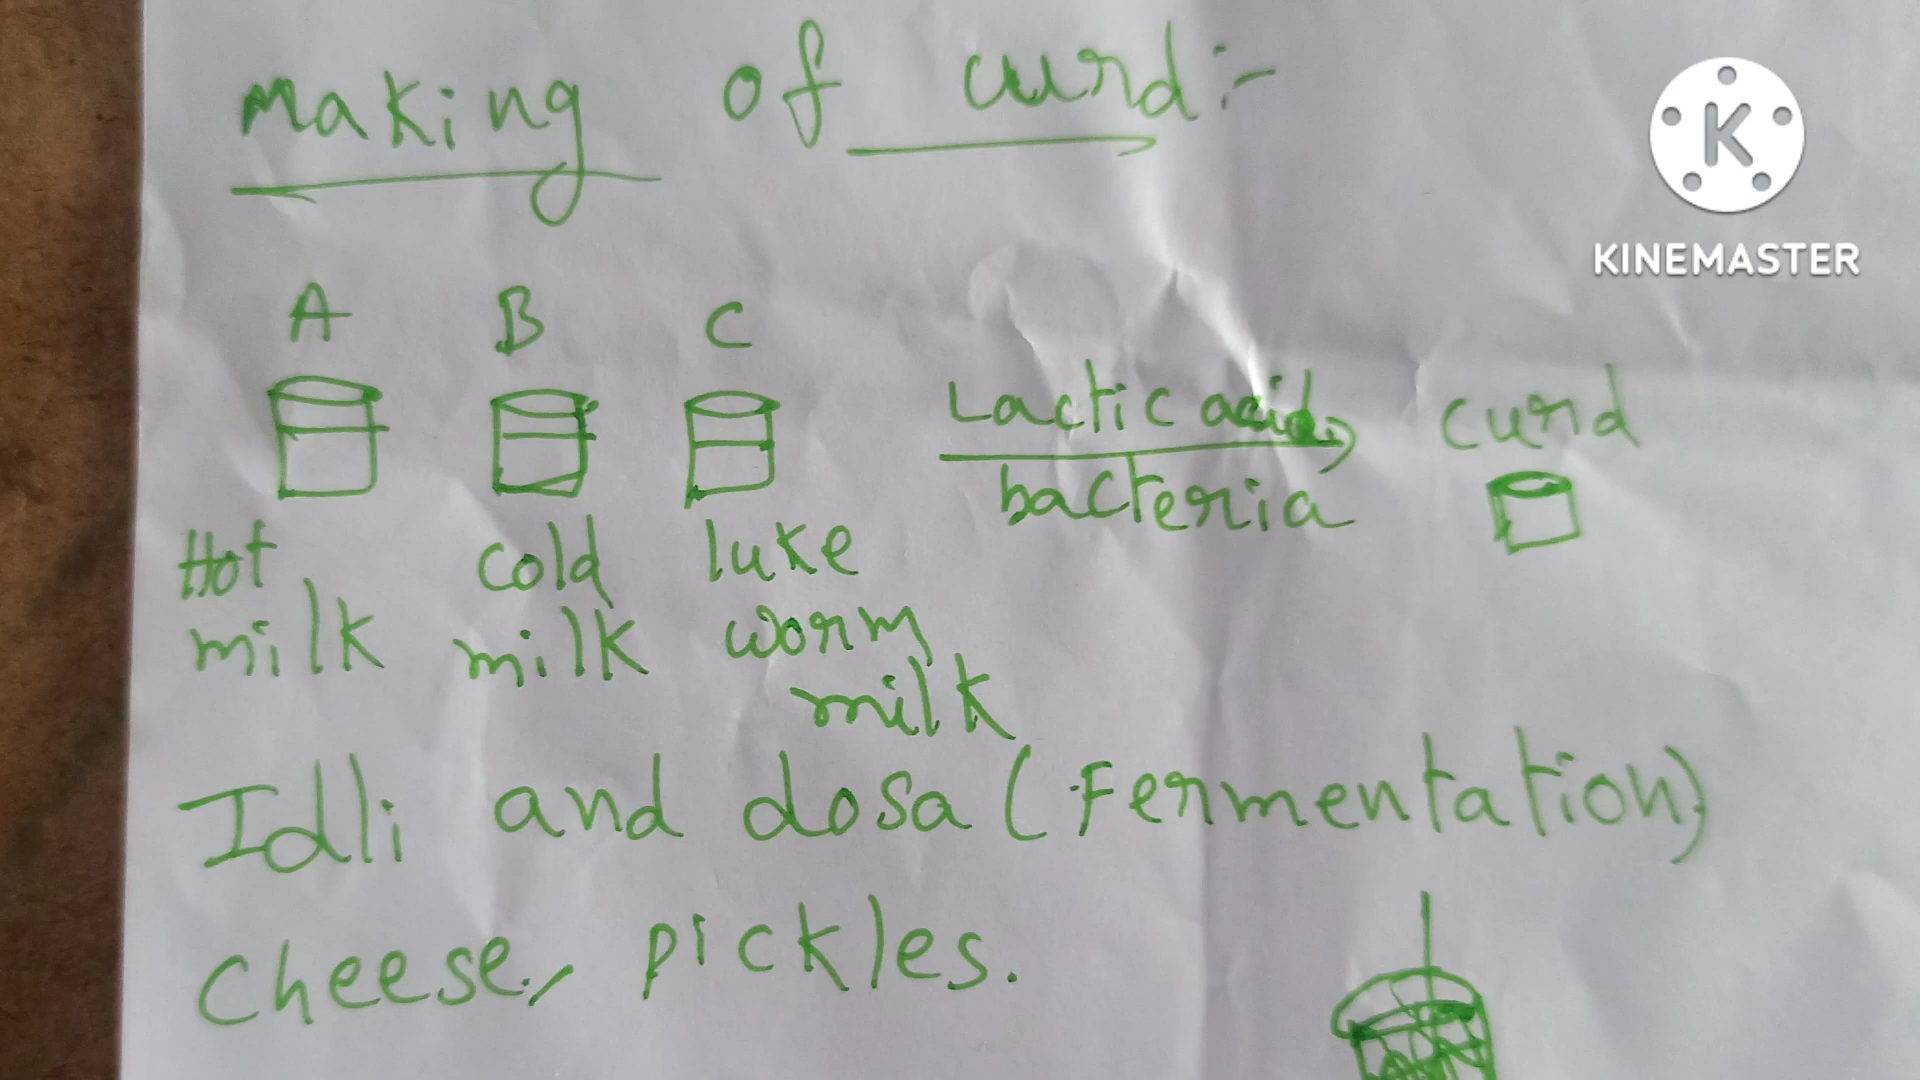 Making of curd:-
KINEMASTER
A B C
Lactic acid curd
bacteria
Hot cold luke
milk milk worm
milk
Idli and dosa (Fermentation)
Cheese, pickles.